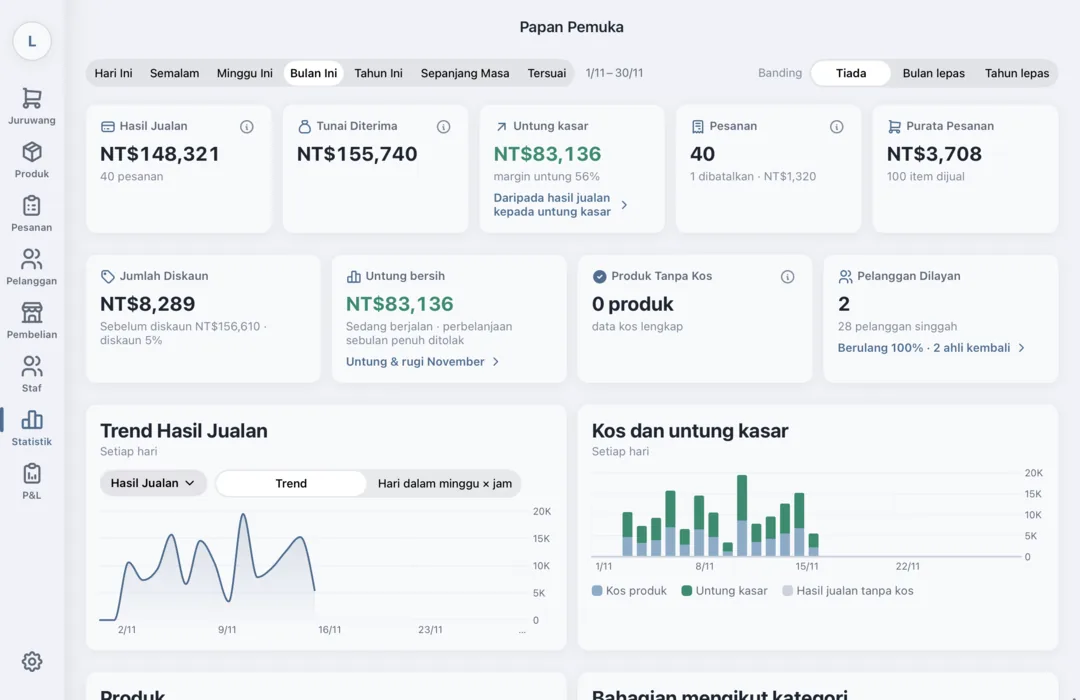 Papan Pemuka
L
Juruwang
Produk
Pesanan
Pelanggan
Pembelian
Staf
Statistik
P&L
Hari Ini
Semalam
Minggu Ini
Bulan Ini
Tahun Ini
Sepanjang Masa
Tersuai
1/11 – 30/11
Banding
Tiada
Bulan lepas
Tahun lepas
Hasil Jualan
NT$148,321
40 pesanan
Tunai Diterima
NT$155,740
Untung kasar
NT$83,136
margin untung 56%
Daripada hasil jualan
kepada untung kasar
Pesanan
40
1 dibatalkan · NT$1,320
Purata Pesanan
NT$3,708
100 item dijual
Jumlah Diskaun
NT$8,289
Sebelum diskaun NT$156,610 ·
diskaun 5%
Untung bersih
NT$83,136
Sedang berjalan · perbelanjaan
sebulan penuh ditolak
Untung & rugi November
Produk Tanpa Kos
0 produk
data kos lengkap
Pelanggan Dilayan
2
28 pelanggan singgah
Berulang 100% · 2 ahli kembali
Trend Hasil Jualan
Setiap hari
Hasil Jualan
Trend
Hari dalam minggu × jam
20K
15K
10K
5K
0
2/11
9/11
16/11
23/11
...
Kos dan untung kasar
Setiap hari
20K
15K
10K
5K
0
1/11
8/11
15/11
22/11
Kos produk
Untung kasar
Hasil jualan tanpa kos
Produk
Bahagian mengikut kategori